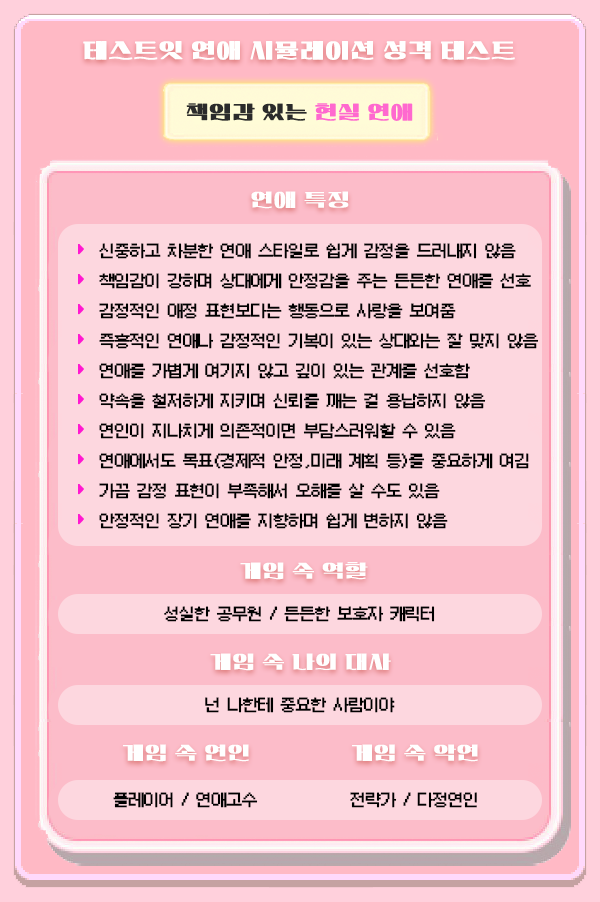 테스트잇 연애 시뮬레이션 성격 테스트
책임감 있는 현실 연애
연애 특징
신중하고 차분한 연애 스타일로 쉽게 감정을 드러내지 않음
책임감이 강하며 상대에게 안정감을 주는 든든한 연애를 선호
감정적인 애정 표현보다는 행동으로 사랑을 보여줌
즉흥적인 연애나 감정적인 기복이 있는 상대와는 잘 맞지 않음
연애를 가볍게 여기지 않고 깊이 있는 관계를 선호함
약속을 철저하게 지키며 신뢰를 깨는 걸 용납하지 않음
연인이 지나치게 의존적이면 부담스러워할 수 있음
연애에서도 목표(경제적 안정,미래 계획 등)를 중요하게 여김
가끔 감정 표현이 부족해서 오해를 살 수도 있음
안정적인 장기 연애를 지향하며 쉽게 변하지 않음
게임 속 역할
성실한 공무원 / 든든한 보호자 캐릭터
게임 속 나의 대사
넌 나한테 중요한 사람이야
게임 속 연인 게임 속 악연
플레이어 / 연애고수 전략가 / 다정연인